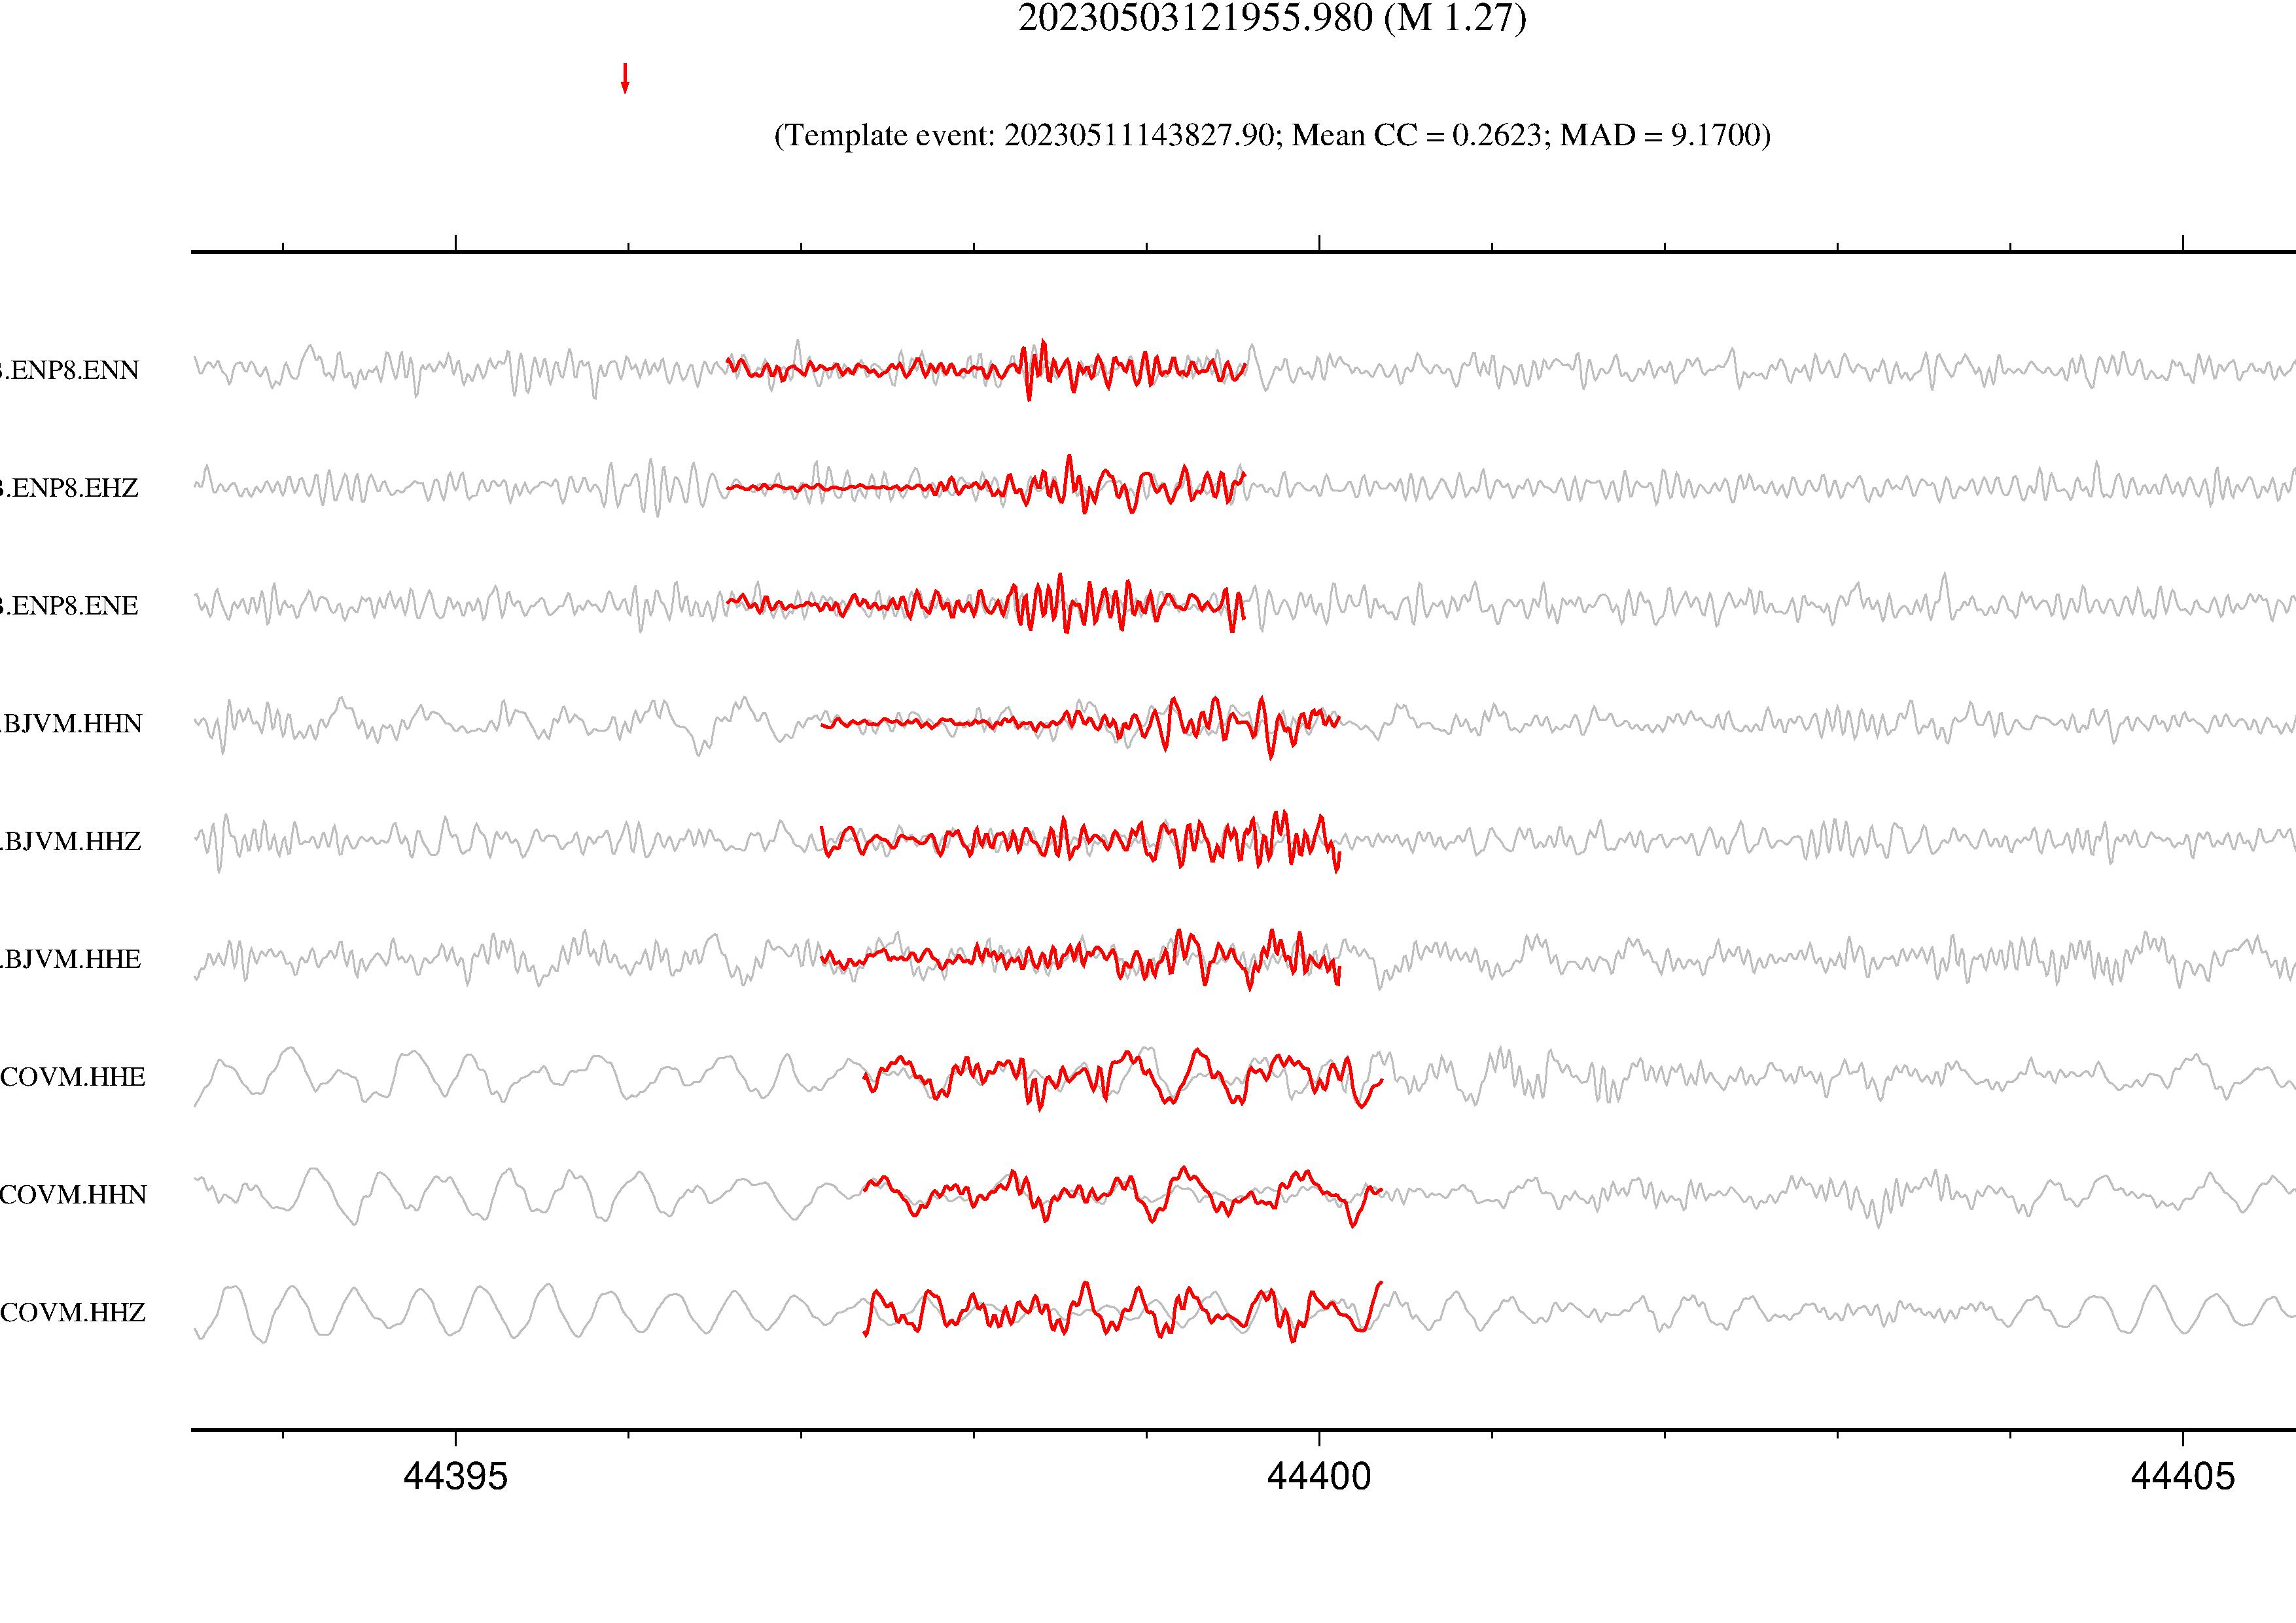 20230503121955.980 (M 1.27)
(Template event: 20230511143827.90; Mean CC = 0.2623; MAD = 9.1700)
.ENP8.ENN
.ENP8.EHZ
.ENP8.ENE
.BJVM.HHN
.BJVM.HHZ
.BJVM.HHE
COVM.HHE
COVM.HHN
COVM.HHZ
44395 44400 44405